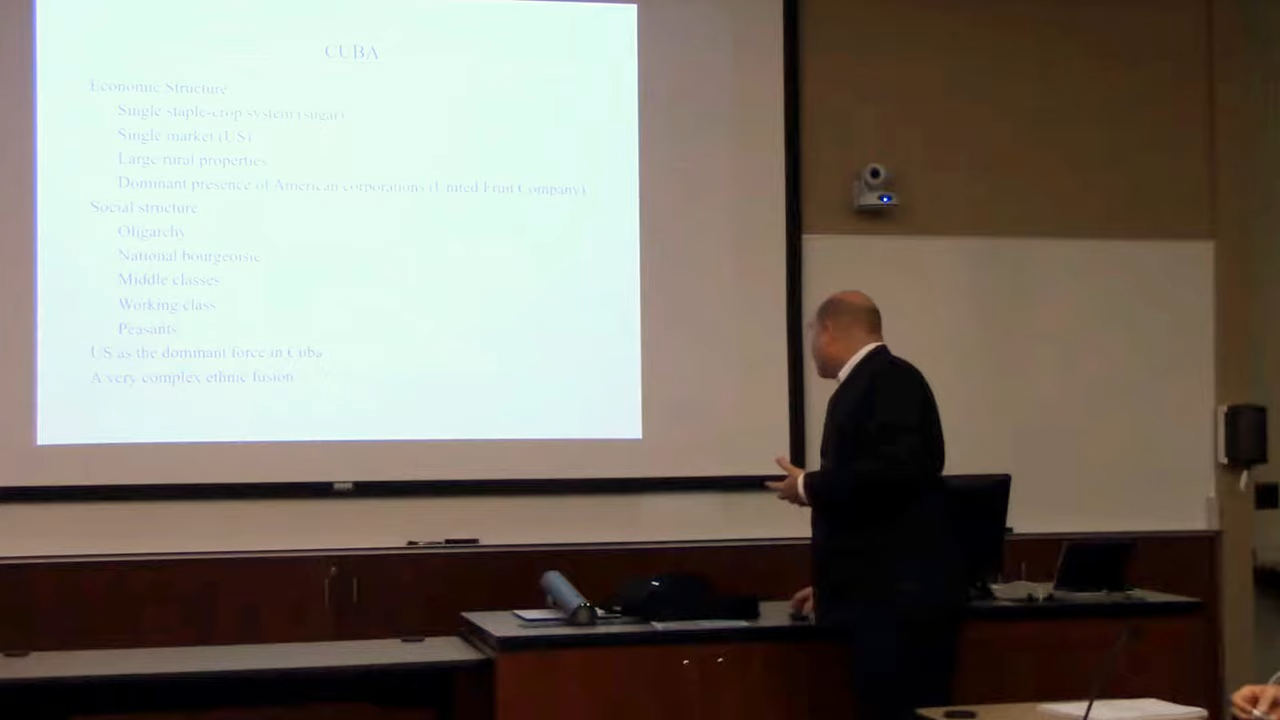 CUBA
Economic Structure
Single staple-crop system (sugar)
Single market (US)
Large rural properties
Dominant presence of American corporations (United Fruit Company)
Social structure
Oligarchy
National bourgeoisie
Middle classes
Working class
Peasants
US as the dominant force in Cuba
A very complex ethnic fusion